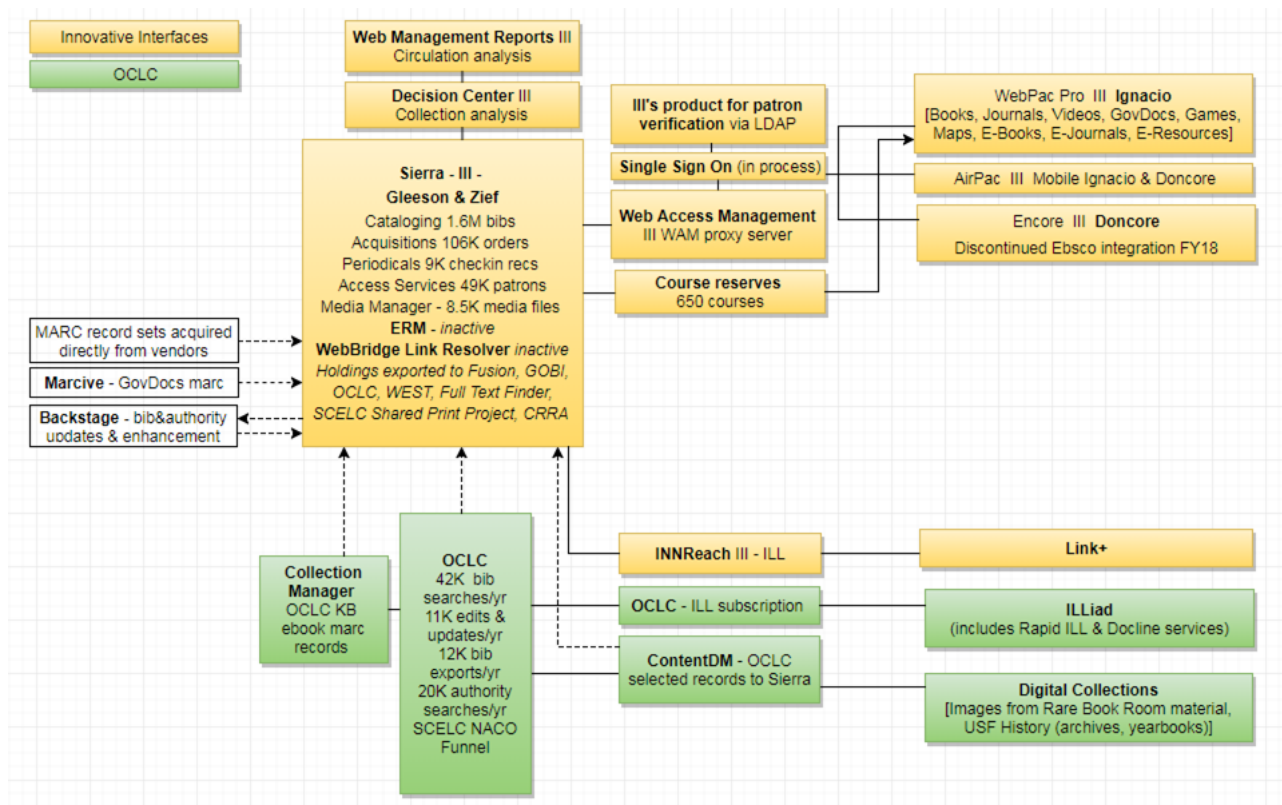 Innovative Interfaces
OCLC
Web Management Reports III
Circulation analysis
Decision Center III
Collection analysis
Sierra - III -
Gleeson & Zief
Cataloging 1.6M bibs
Acquisitions 106K orders
Periodicals 9K checkin recs
Access Services 49K patrons
Media Manager - 8.5K media files
ERM - inactive
WebBridge Link Resolver inactive
Holdings exported to Fusion, GOBI,
OCLC, WEST, Full Text Finder,
SCELC Shared Print Project, CRRA
III's product for patron
verification via LDAP
Single Sign On (in process)
Web Access Management
III WAM proxy server
Course reserves
650 courses
WebPac Pro III Ignacio
[Books, Journals, Videos, GovDocs, Games,
Maps, E-Books, E-Journals, E-Resources]
AirPac III Mobile Ignacio & Doncore
Encore III Doncore
Discontinued Ebsco integration FY18
MARC record sets acquired
directly from vendors
Marcive - GovDocs marc
Backstage - bib&authority
updates & enhancement
Collection
Manager
OCLC KB
ebook marc
records
OCLC
42K bib
searches/yr
11K edits &
updates/yr
12K bib
exports/yr
20K authority
searches/yr
SCELC NACO
Funnel
INNReach III - ILL
Link+
OCLC - ILL subscription
ILLiad
(includes Rapid ILL & Docline services)
ContentDM - OCLC
selected records to Sierra
Digital Collections
[Images from Rare Book Room material,
USF History (archives, yearbooks)]